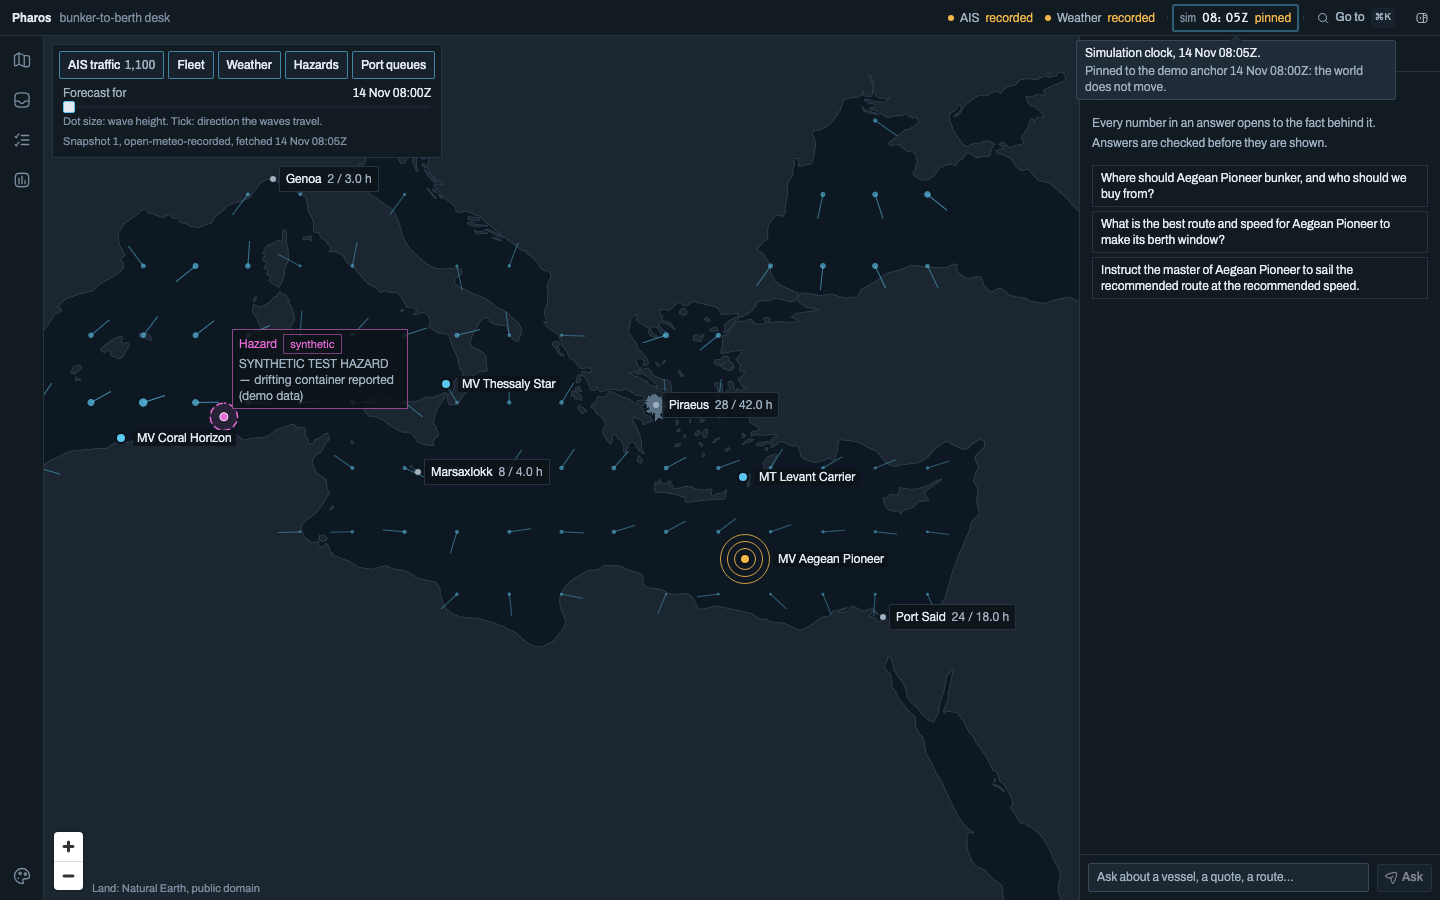 Pharos bunker-to-berth desk
AIS recorded
Weather recorded
sim 08:05Z pinned
Go to ⌘K
Simulation clock, 14 Nov 08:05Z.
Pinned to the demo anchor 14 Nov 08:00Z: the world
does not move.
AIS traffic 1,100
Fleet
Weather
Hazards
Port queues
Forecast for 14 Nov 08:00Z
Dot size: wave height. Tick: direction the waves travel.
Snapshot 1, open-meteo-recorded, fetched 14 Nov 08:05Z
Genoa 2 / 3.0 h
Hazard synthetic
SYNTHETIC TEST HAZARD
— drifting container reported
(demo data)
MV Thessaly Star
Piraeus 28 / 42.0 h
MV Coral Horizon
Marsaxlokk 8 / 4.0 h
MT Levant Carrier
MV Aegean Pioneer
Port Said 24 / 18.0 h
+
−
Land: Natural Earth, public domain
Every number in an answer opens to the fact behind it.
Answers are checked before they are shown.
Where should Aegean Pioneer bunker, and who should we
buy from?
What is the best route and speed for Aegean Pioneer to
make its berth window?
Instruct the master of Aegean Pioneer to sail the
recommended route at the recommended speed.
Ask about a vessel, a quote, a route...
Ask